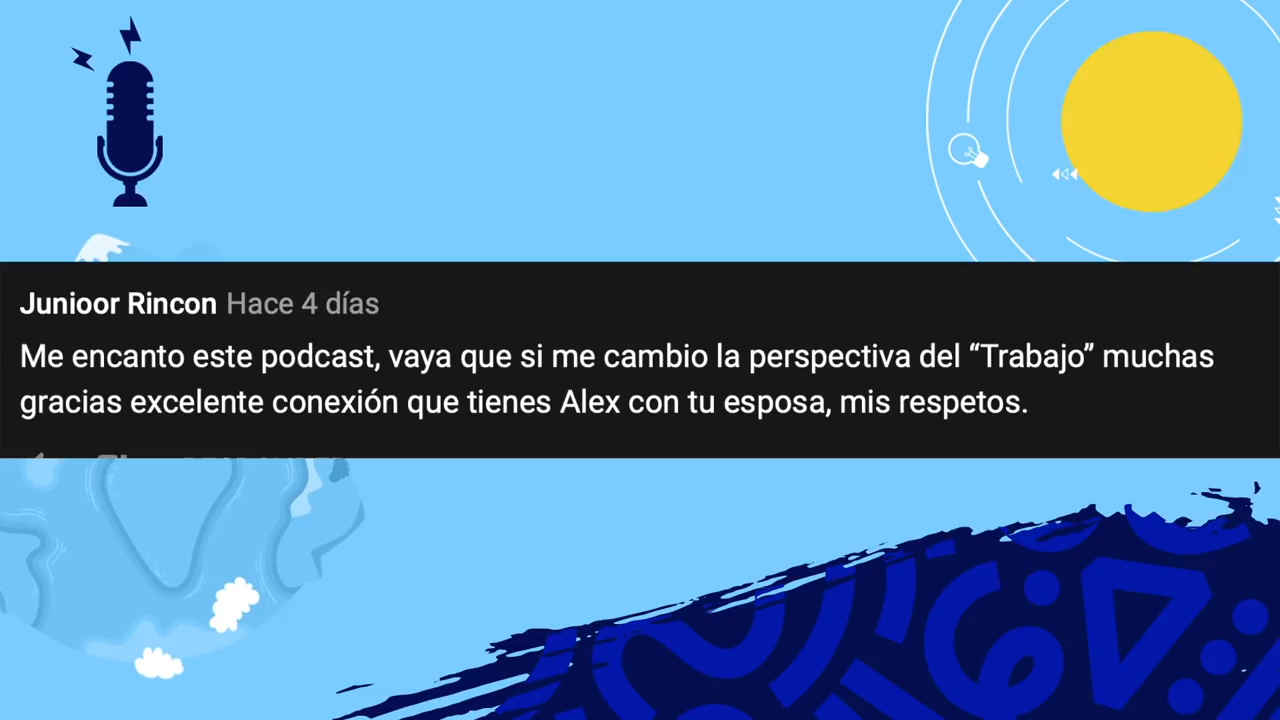 Junioor Rincon Hace 4 días
Me encanto este podcast, vaya que si me cambio la perspectiva del “Trabajo” muchas
gracias excelente conexión que tienes Alex con tu esposa, mis respetos.